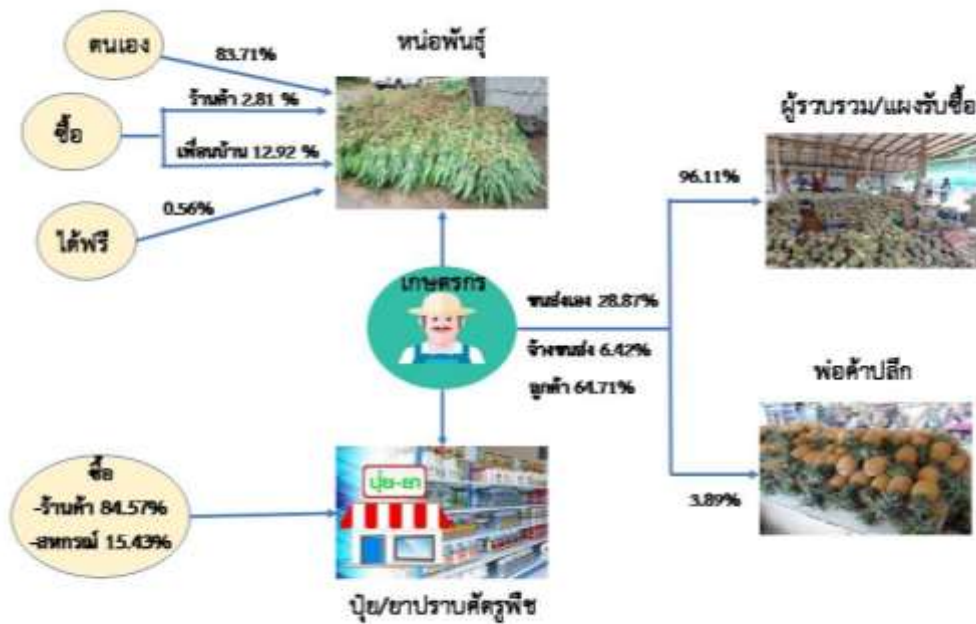 ตนเอง
83.71%
หน่อพันธุ์
ซื้อ
ร้านค้า 2.81 %
เพื่อนบ้าน 12.92 %
ได้ฟรี
0.56%
ผู้รวบรวม/แผงรับซื้อ
96.11%
เกษตรกร
ขนส่งเอง 28.87%
จ้างขนส่ง 6.42%
ลูกค้า 64.71%
พ่อค้าปลีก
3.89%
ซื้อ
-ร้านค้า 84.57%
-สหกรณ์ 15.43%
ปุ๋ย-ยา
ปุ๋ย/ยาปราบศัตรูพืช